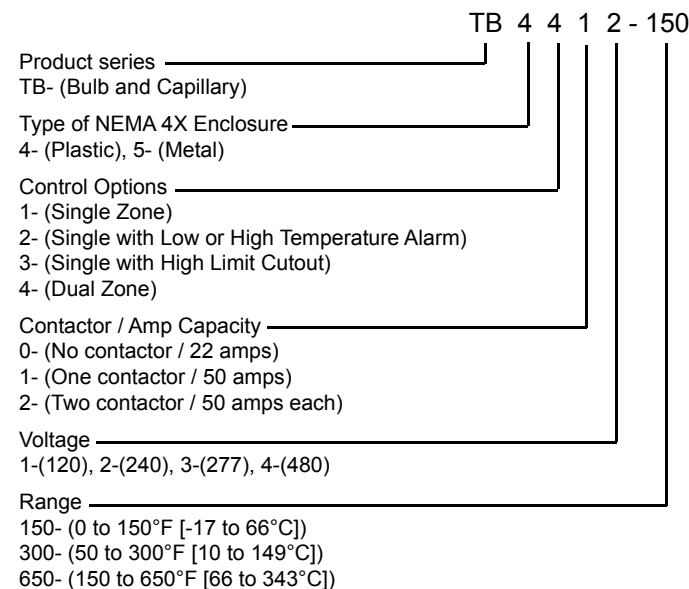 TB 4 4 1 2 - 150
Product series
TB- (Bulb and Capillary)
Type of NEMA 4X Enclosure
4- (Plastic), 5- (Metal)
Control Options
1- (Single Zone)
2- (Single with Low or High Temperature Alarm)
3- (Single with High Limit Cutout)
4- (Dual Zone)
Contactor / Amp Capacity
0- (No contactor / 22 amps)
1- (One contactor / 50 amps)
2- (Two contactor / 50 amps each)
Voltage
1-(120), 2-(240), 3-(277), 4-(480)
Range
150- (0 to 150°F [-17 to 66°C])
300- (50 to 300°F [10 to 149°C])
650- (150 to 650°F [66 to 343°C])